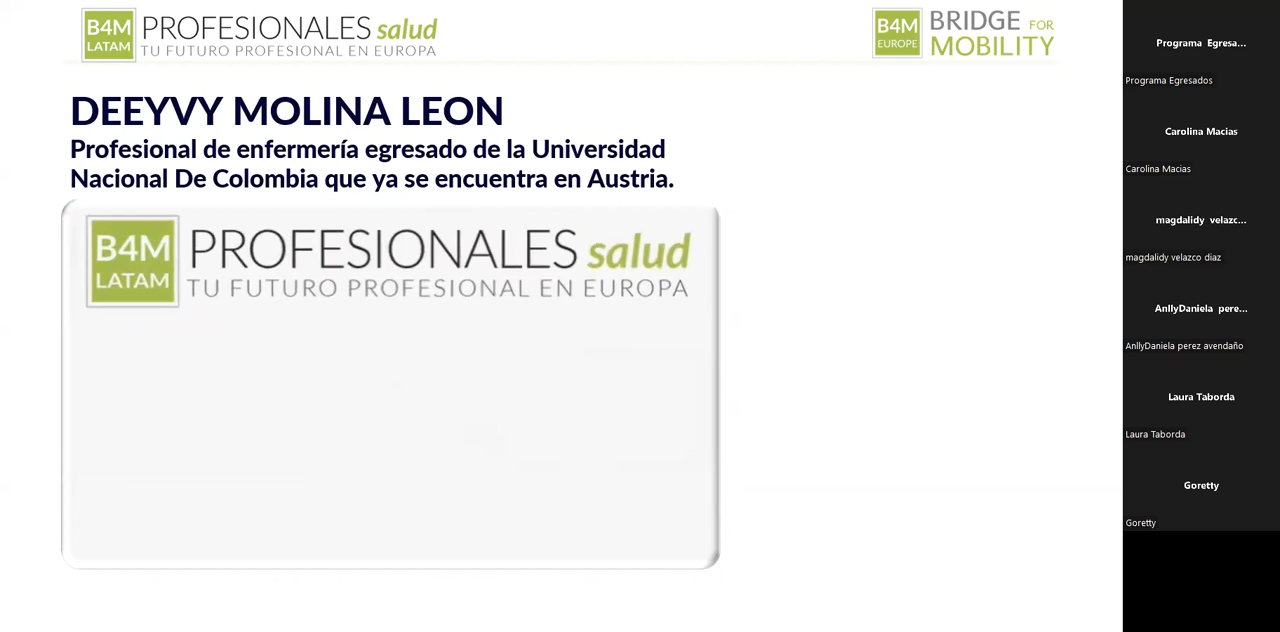 B4M
LATAM
PROFESIONALES salud
TU FUTURO PROFESIONAL EN EUROPA
B4M
EUROPE
BRIDGE FOR
MOBILITY
DEEYVY MOLINA LEON
Profesional de enfermería egresado de la Universidad
Nacional De Colombia que ya se encuentra en Austria.
B4M
LATAM
PROFESIONALES salud
TU FUTURO PROFESIONAL EN EUROPA
Programa Egresa...
Programa Egresados
Carolina Macias
Carolina Macias
magdalidy velazc...
magdalidy velazco diaz
AnllyDaniela pere...
AnllyDaniela perez avendaño
Laura Taborda
Laura Taborda
Goretty
Goretty